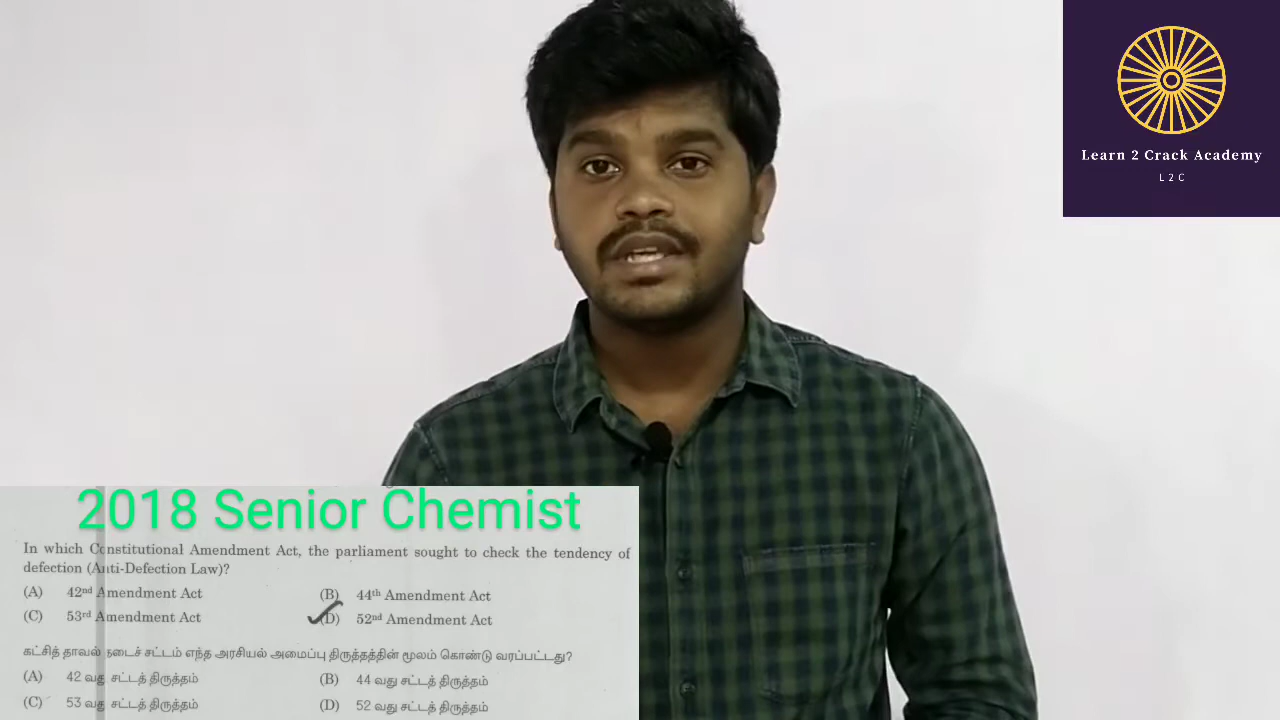 Learn 2 Crack Academy
L2C
2018 Senior Chemist
In which Constitutional Amendment Act, the parliament sought to check the tendency of
defection (Anti-Defection Law)?
(A) 42nd Amendment Act (B) 44th Amendment Act
(C) 53rd Amendment Act (D) 52nd Amendment Act
கட்சித் தாவல் தடைச் சட்டம் எந்த அரசியல் அமைப்பு திருத்தத்தின் மூலம் கொண்டு வரப்பட்டது?
(A) 42 வது சட்டத் திருத்தம் (B) 44 வது சட்டத் திருத்தம்
(C) 53 வது சட்டத் திருத்தம் (D) 52 வது சட்டத் திருத்தம்